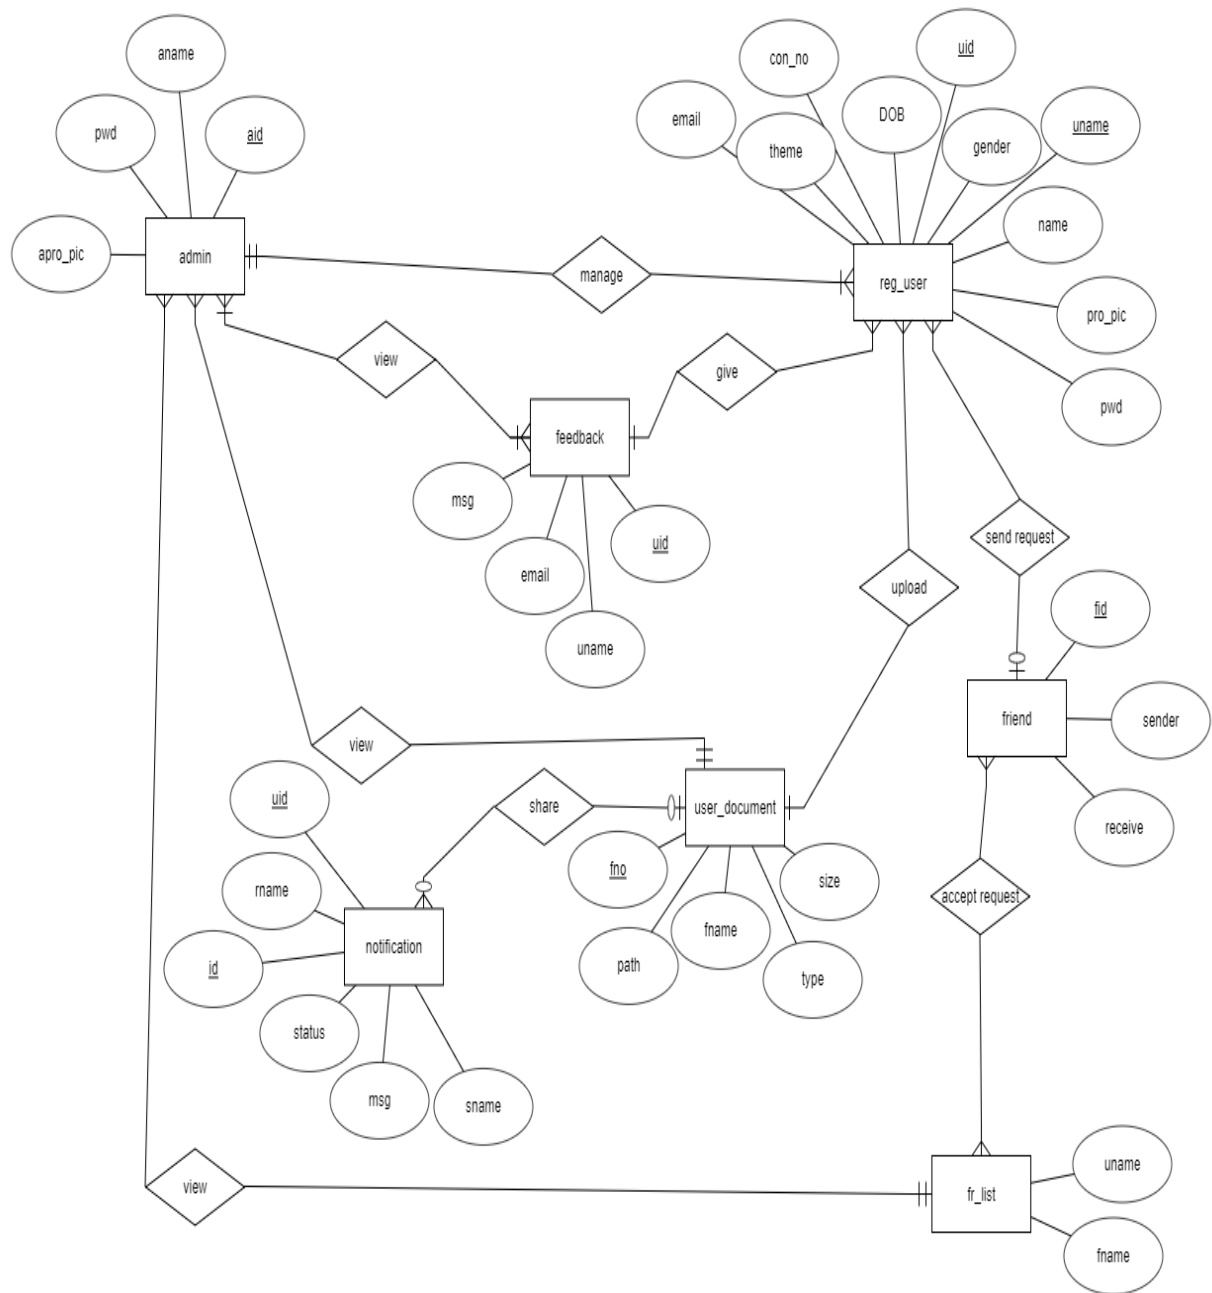 aname
con_no
uid
email
DOB
uname
pwd
aid
theme
gender
name
apro_pic
admin
manage
reg_user
pro_pic
view
give
pwd
feedback
msg
uid
email
uname
send request
upload
fid
friend
sender
view
uid
share
user_document
receive
rname
fno
size
accept request
fname
notification
path
type
id
status
msg
sname
uname
view
fr_list
fname